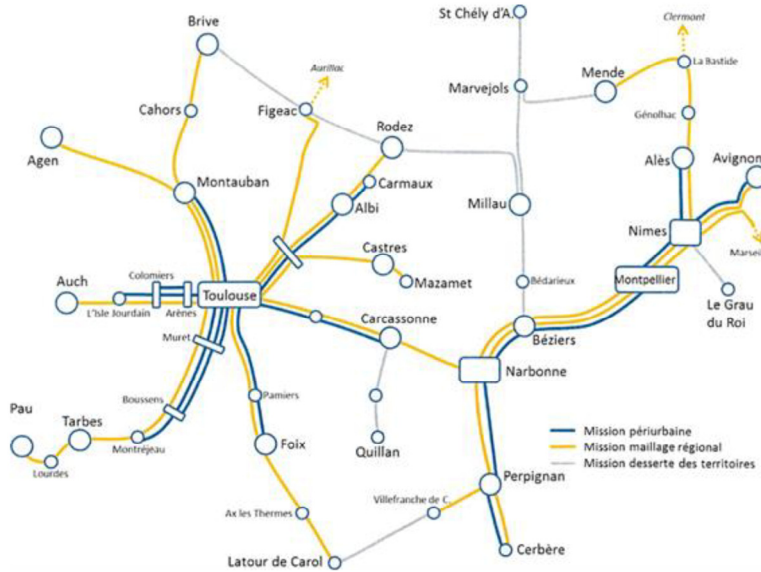 St Chély d'A.
Clermont
Brive
La Bastide
Aurillac
Marvejols
Mende
Cahors
Figeac
Génolhac
Rodez
Agen
Alès
Avignon
Carmaux
Montauban
Albi
Millau
Nimes
Castres
Marseil
Auch
Colomiers
Mazamet
Bédarieux
Montpellier
Toulouse
L'Isle Jourdain
Arènes
Le Grau
du Roi
Carcassonne
Muret
Béziers
Narbonne
Boussens
Pamiers
Pau
Tarbes
Mission périurbaine
Foix
Quillan
Mission maillage régional
Montréjeau
Mission desserte des territoires
Lourdes
Perpignan
Villefranche de C.
Ax les Thermes
Cerbère
Latour de Carol